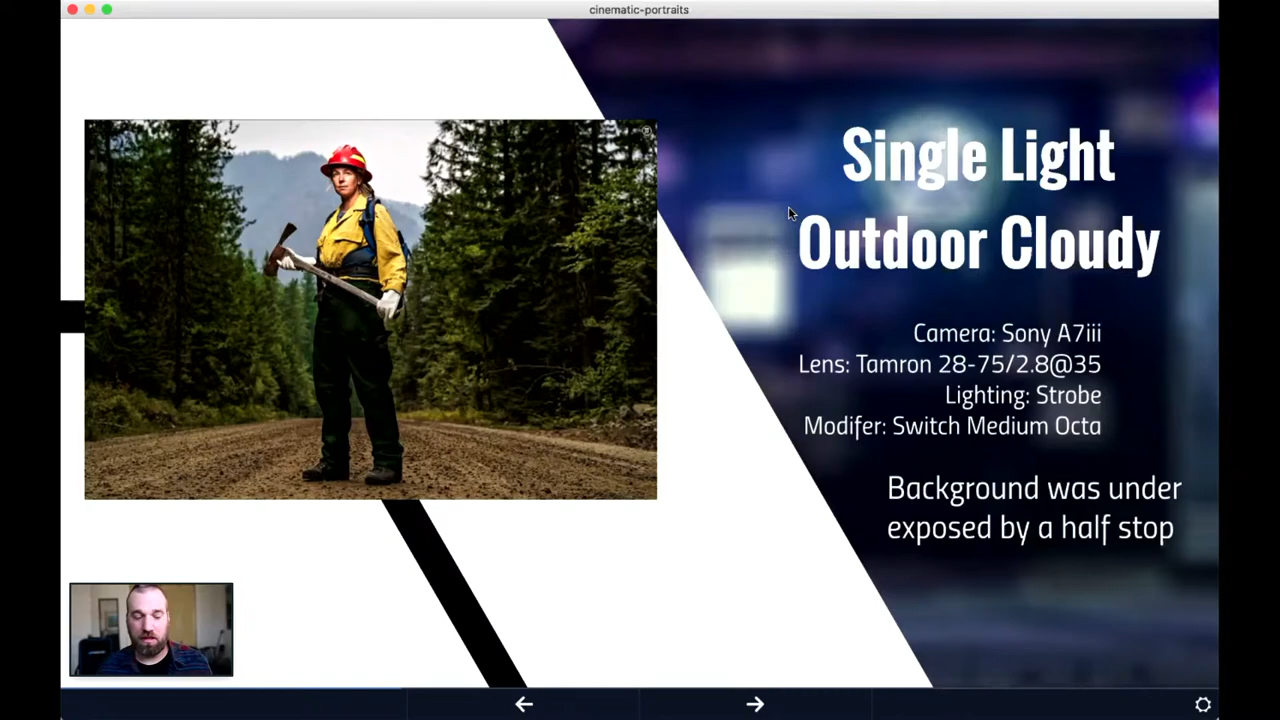 cinematic-portraits
Single Light
Outdoor Cloudy
Camera: Sony A7iii
Lens: Tamron 28-75/2.8@35
Lighting: Strobe
Modifer: Switch Medium Octa
Background was under
exposed by a half stop